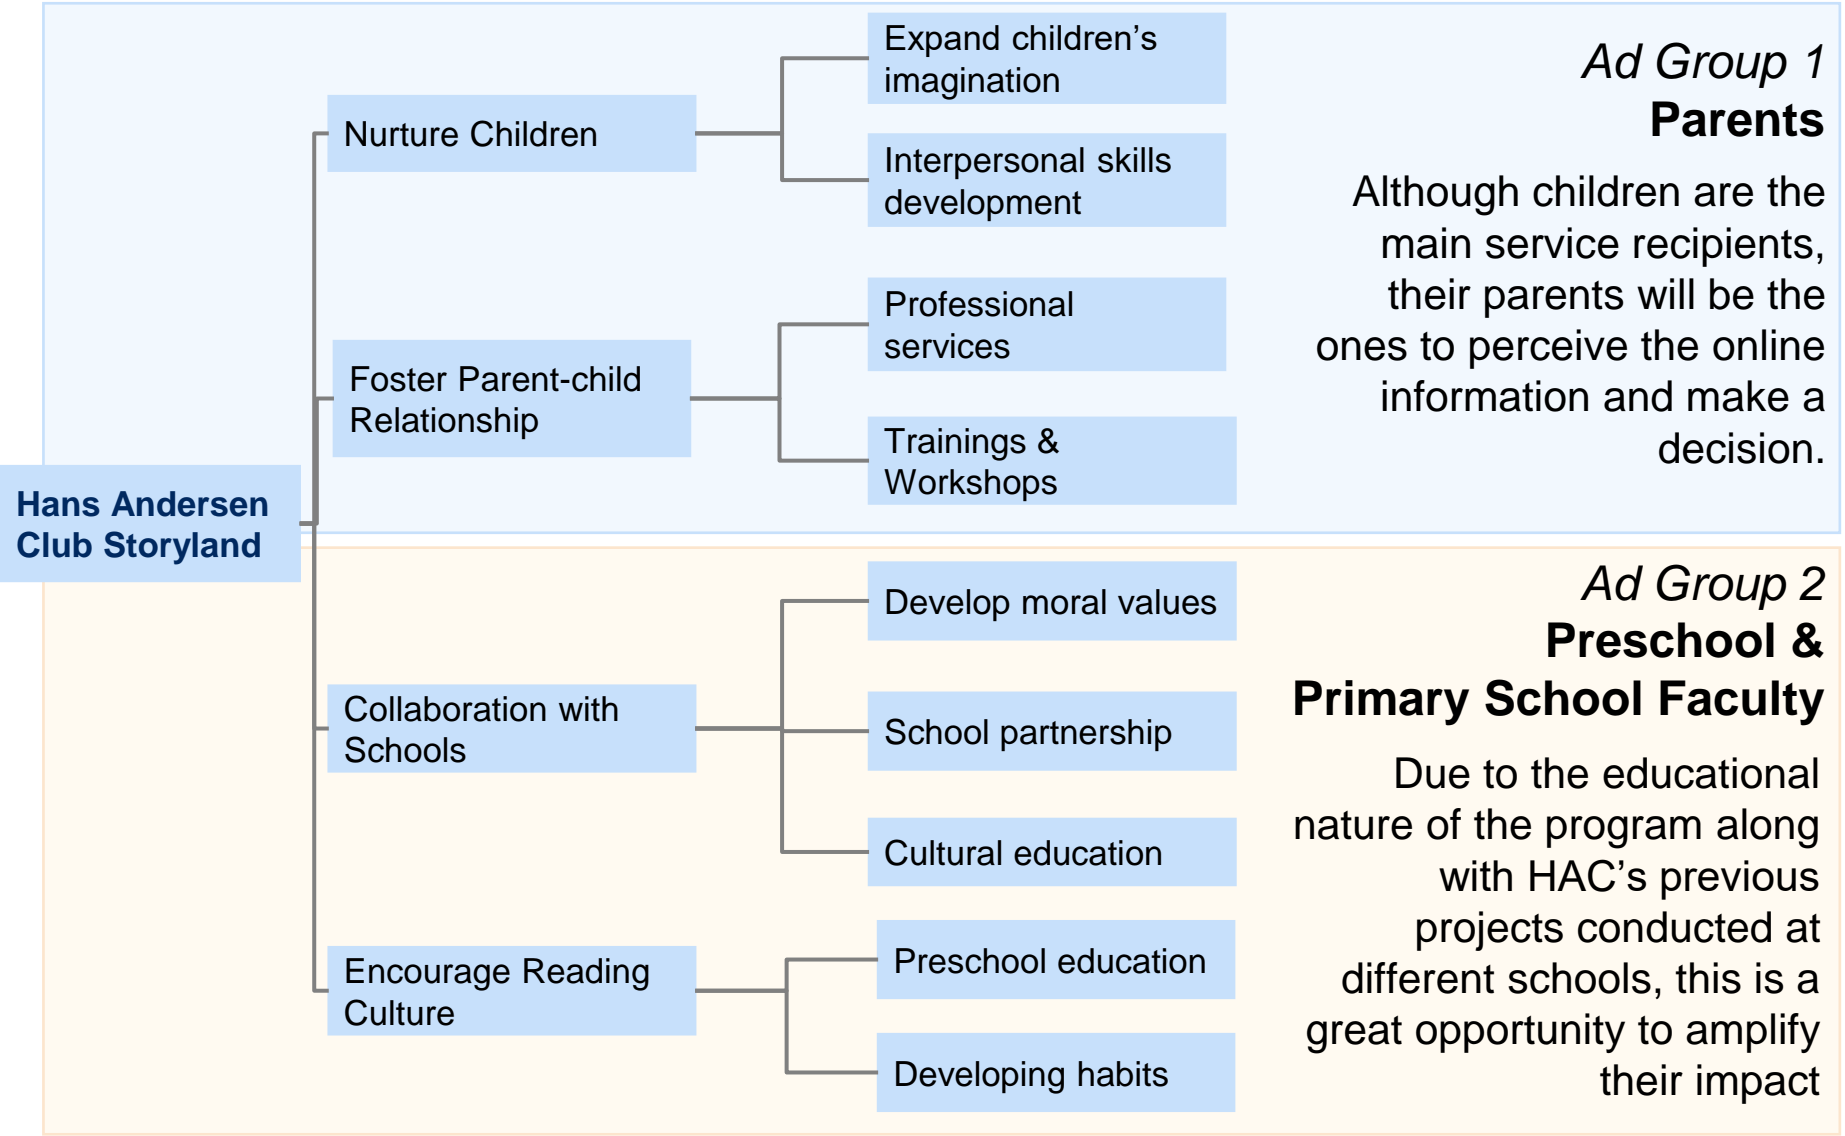 Hans Andersen
Club Storyland
Nurture Children
Expand children’s
imagination
Interpersonal skills
development
Foster Parent-child
Relationship
Professional
services
Trainings &
Workshops
Ad Group 1
Parents
Although children are the
main service recipients,
their parents will be the
ones to perceive the online
information and make a
decision.
Collaboration with
Schools
Develop moral values
School partnership
Cultural education
Encourage Reading
Culture
Preschool education
Developing habits
Ad Group 2
Preschool &
Primary School Faculty
Due to the educational
nature of the program along
with HAC’s previous
projects conducted at
different schools, this is a
great opportunity to amplify
their impact